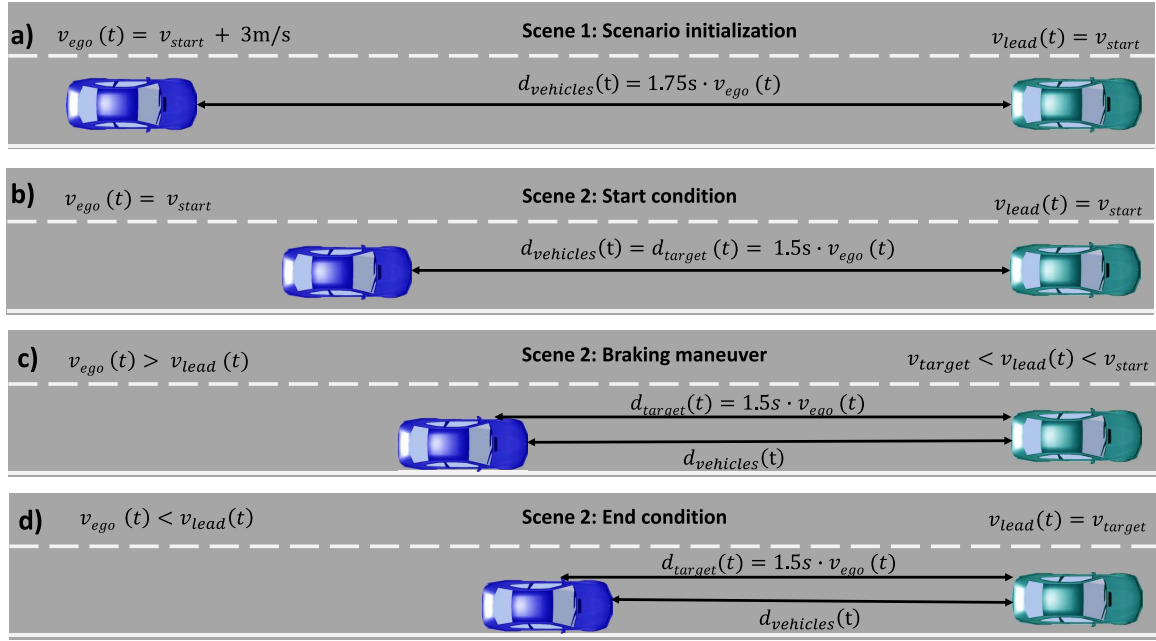 a)
v_ego (t) = v_start + 3m/s
Scene 1: Scenario initialization
v_lead(t) = v_start
d_vehicles(t) = 1.75s · v_ego (t)
b)
v_ego (t) = v_start
Scene 2: Start condition
v_lead(t) = v_start
d_vehicles(t) = d_target (t) = 1.5s · v_ego (t)
c)
v_ego (t) > v_lead (t)
Scene 2: Braking maneuver
v_target < v_lead(t) < v_start
d_target(t) = 1.5s · v_ego (t)
d_vehicles(t)
d)
v_ego (t) < v_lead(t)
Scene 2: End condition
v_lead(t) = v_target
d_target(t) = 1.5s · v_ego (t)
d_vehicles(t)